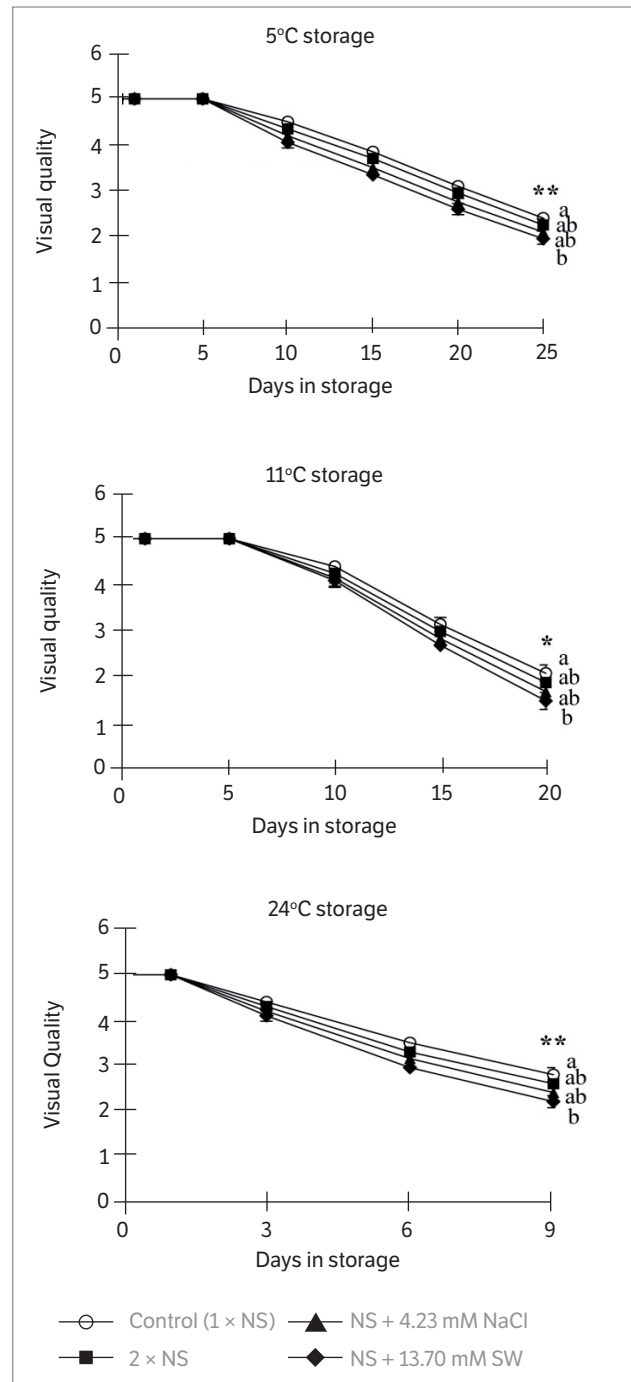 5°C storage
6
5
4
3
2
1
0
Visual quality
**
a
ab
ab
b
0 5 10 15 20 25
Days in storage
11°C storage
6
5
4
3
2
1
0
Visual quality
*
a
ab
ab
b
0 5 10 15 20
Days in storage
24°C storage
6
5
4
3
2
1
0
Visual Quality
**
a
ab
ab
b
0 3 6 9
Days in storage
Control (1 × NS) NS + 4.23 mM NaCl
2 × NS NS + 13.70 mM SW